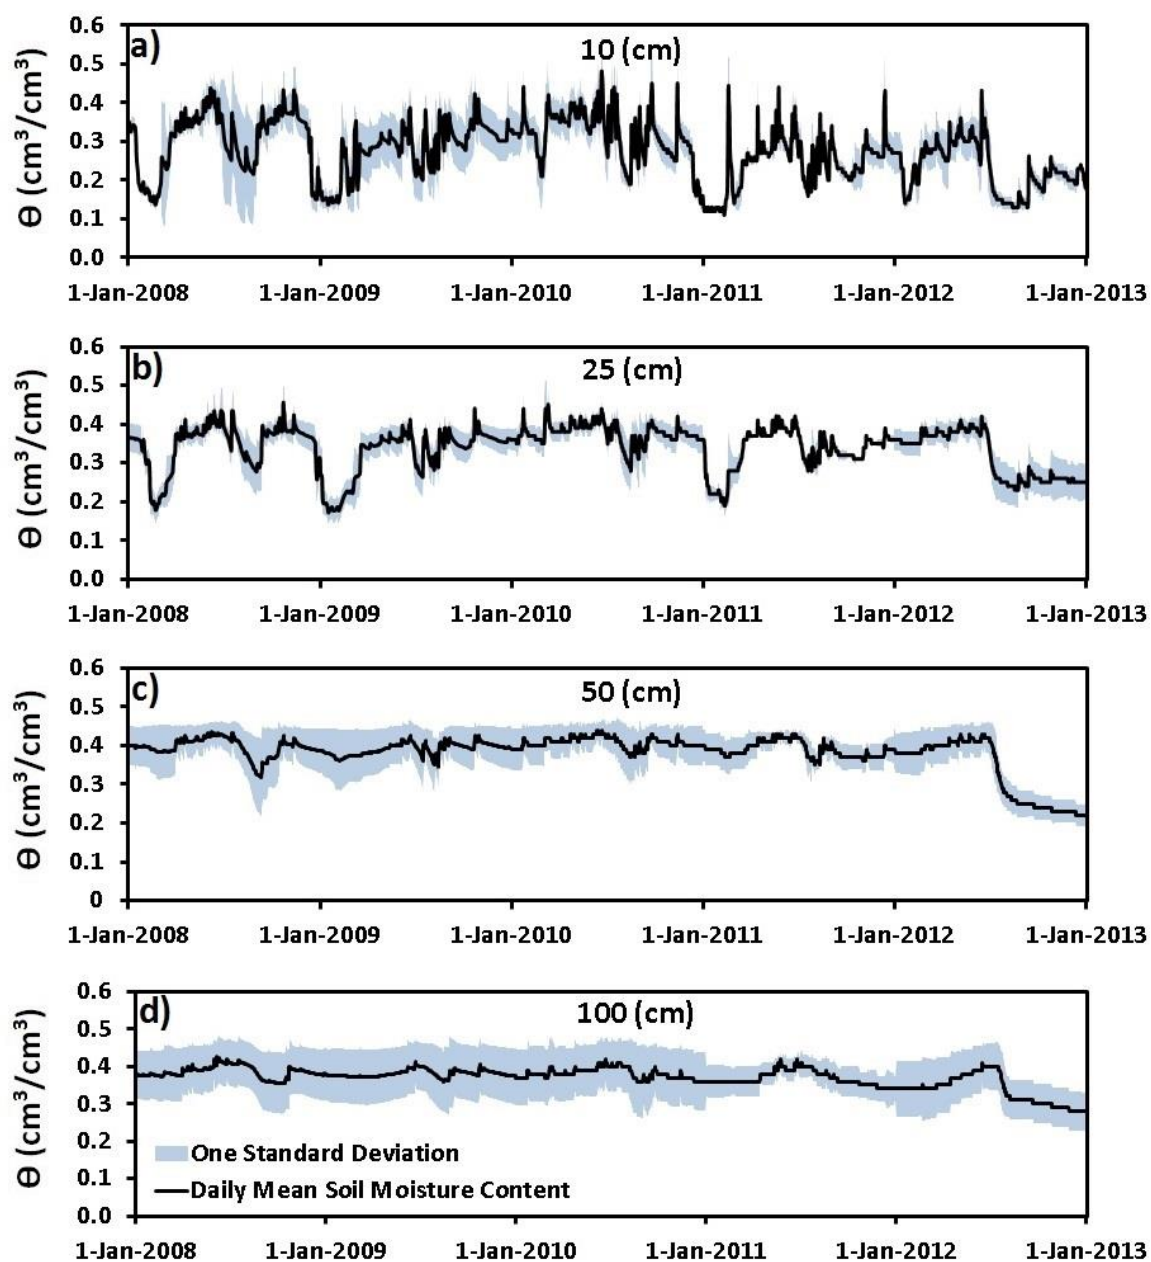 a)
10 (cm)
Θ (cm³/cm³)
0.6
0.5
0.4
0.3
0.2
0.1
0.0
1-Jan-2008 1-Jan-2009 1-Jan-2010 1-Jan-2011 1-Jan-2012 1-Jan-2013
b)
25 (cm)
Θ (cm³/cm³)
0.6
0.5
0.4
0.3
0.2
0.1
0.0
1-Jan-2008 1-Jan-2009 1-Jan-2010 1-Jan-2011 1-Jan-2012 1-Jan-2013
c)
50 (cm)
Θ (cm³/cm³)
0.6
0.5
0.4
0.3
0.2
0.1
0
1-Jan-2008 1-Jan-2009 1-Jan-2010 1-Jan-2011 1-Jan-2012 1-Jan-2013
d)
100 (cm)
Θ (cm³/cm³)
0.6
0.5
0.4
0.3
0.2
0.1
0.0
One Standard Deviation
Daily Mean Soil Moisture Content
1-Jan-2008 1-Jan-2009 1-Jan-2010 1-Jan-2011 1-Jan-2012 1-Jan-2013